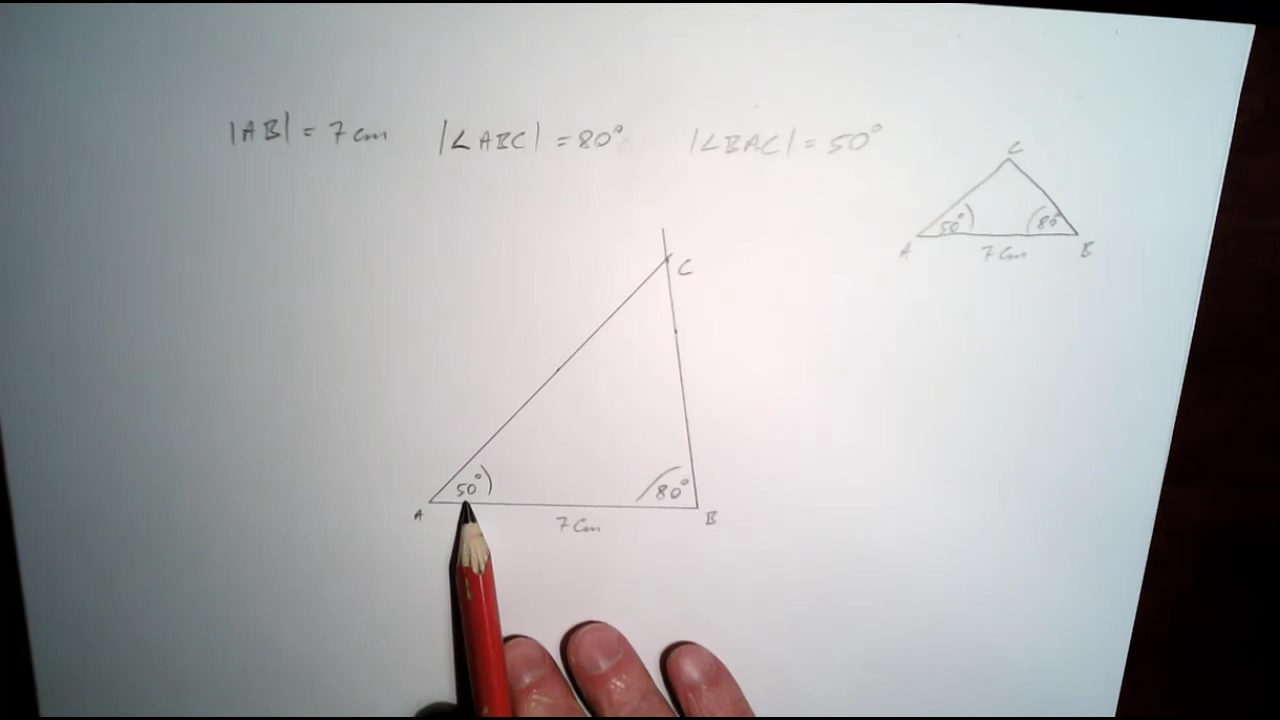 |AB| = 7cm |∠ABC| = 80° |∠BAC| = 50°
C
50° 80°
A 7cm B
C
50° 80°
A 7cm B